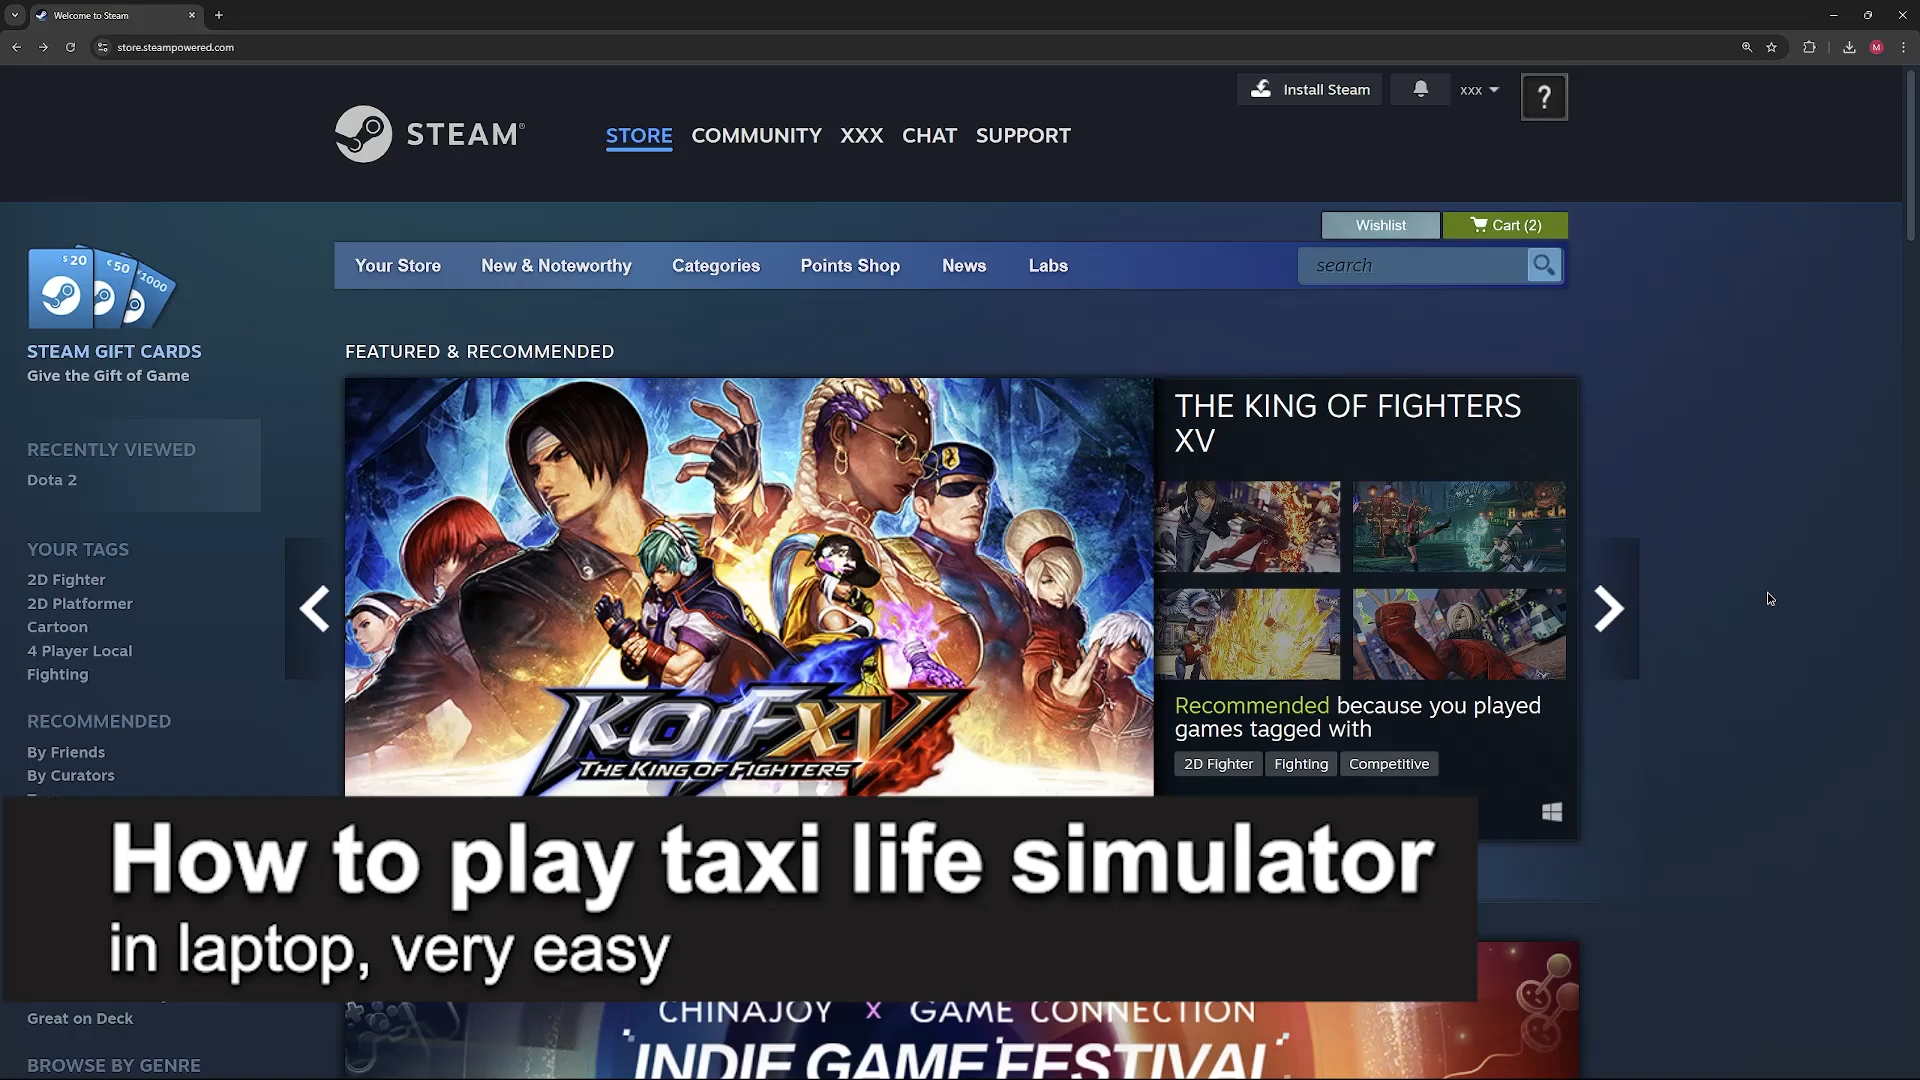 Welcome to Steam
store.steampowered.com
M
Install Steam
xxx
?
STEAM®
STORE
COMMUNITY
XXX
CHAT
SUPPORT
Wishlist
Cart (2)
Your Store
New & Noteworthy
Categories
Points Shop
News
Labs
search
$20
€50
¥1000
STEAM GIFT CARDS
Give the Gift of Game
RECENTLY VIEWED
Dota 2
YOUR TAGS
2D Fighter
2D Platformer
Cartoon
4 Player Local
Fighting
RECOMMENDED
By Friends
By Curators
Great on Deck
BROWSE BY GENRE
FEATURED & RECOMMENDED
KOF XV
THE KING OF FIGHTERS
THE KING OF FIGHTERS
XV
Recommended because you played
games tagged with
2D Fighter
Fighting
Competitive
How to play taxi life simulator
in laptop, very easy
CHINAJOY X GAME CONNECTION
INDIE GAME FESTIVAL